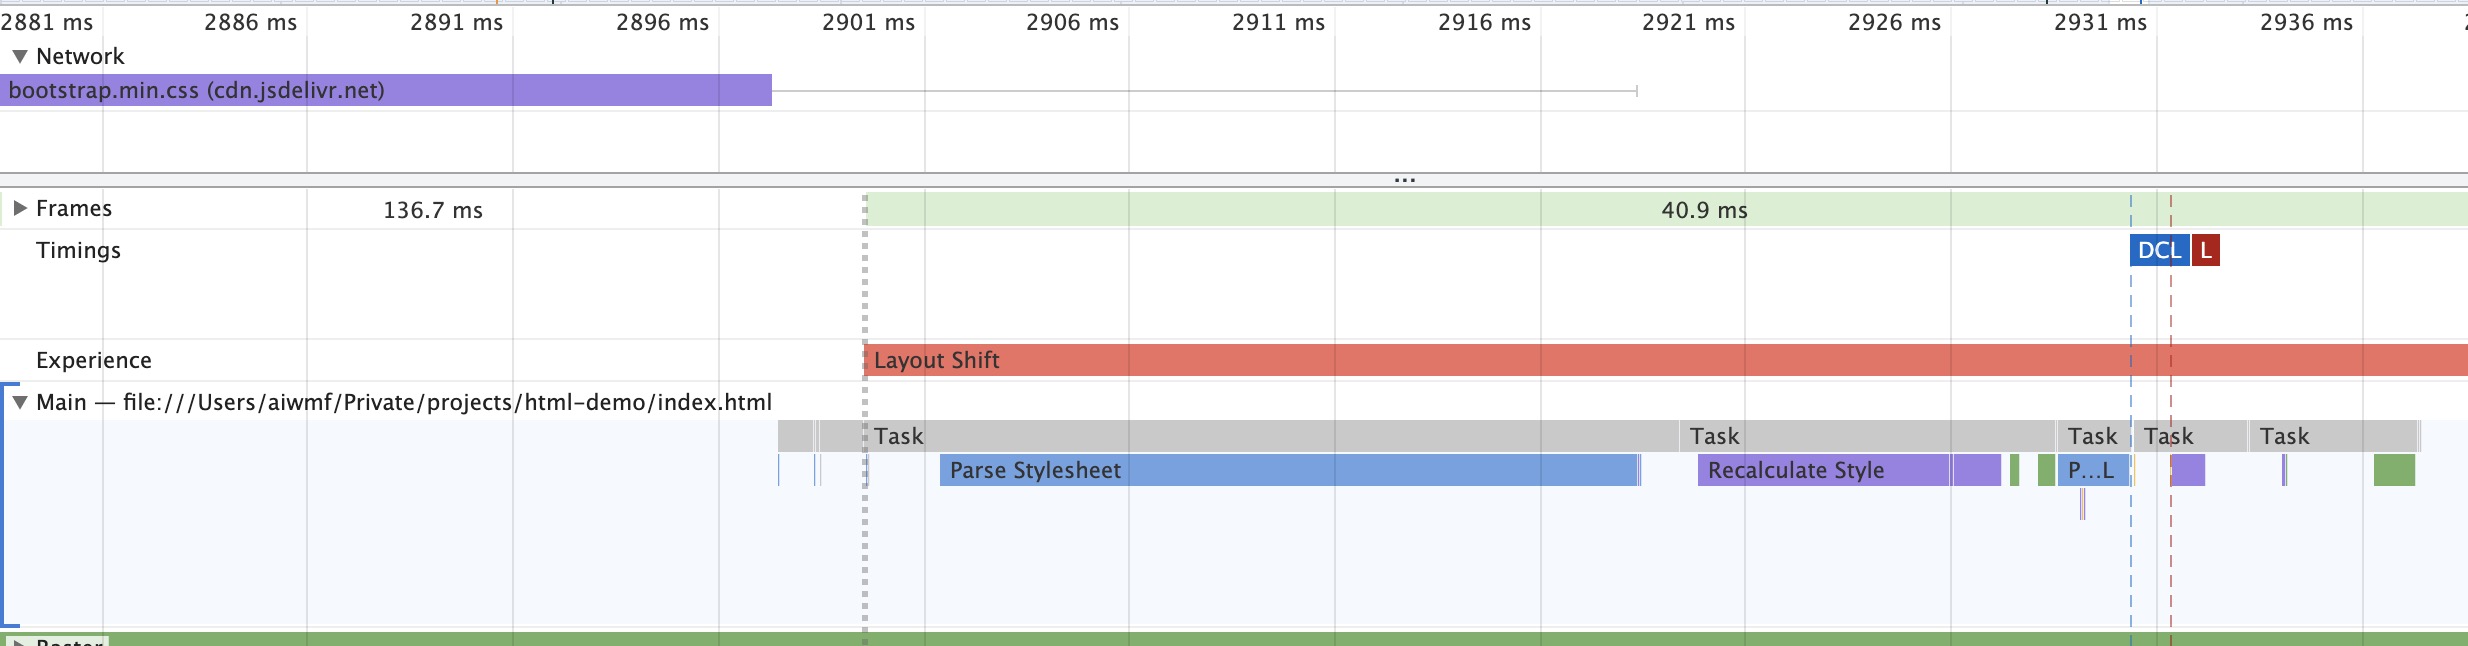 2881 ms 2886 ms 2891 ms 2896 ms 2901 ms 2906 ms 2911 ms 2916 ms 2921 ms 2926 ms 2931 ms 2936 ms
▼ Network
bootstrap.min.css (cdn.jsdelivr.net)
...
▶ Frames 136.7 ms 40.9 ms
Timings DCL L
Experience Layout Shift
▼ Main — file:///Users/aiwmf/Private/projects/html-demo/index.html
Task Task Task Task Task
Parse Stylesheet Recalculate Style P...L
Raster